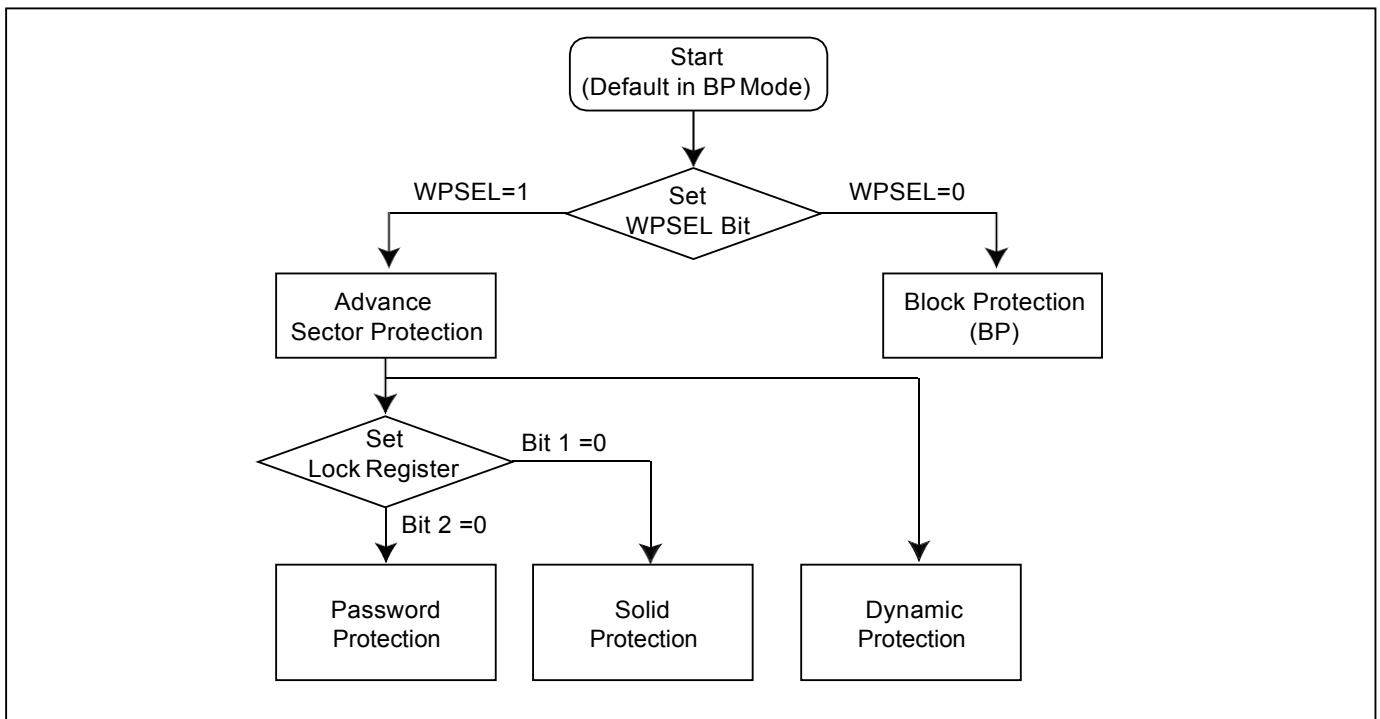 Start
(Default in BP Mode)
WPSEL=1
Set
WPSEL Bit
WPSEL=0
Advance
Sector Protection
Block Protection
(BP)
Set
Lock Register
Bit 1 =0
Bit 2 =0
Password
Protection
Solid
Protection
Dynamic
Protection